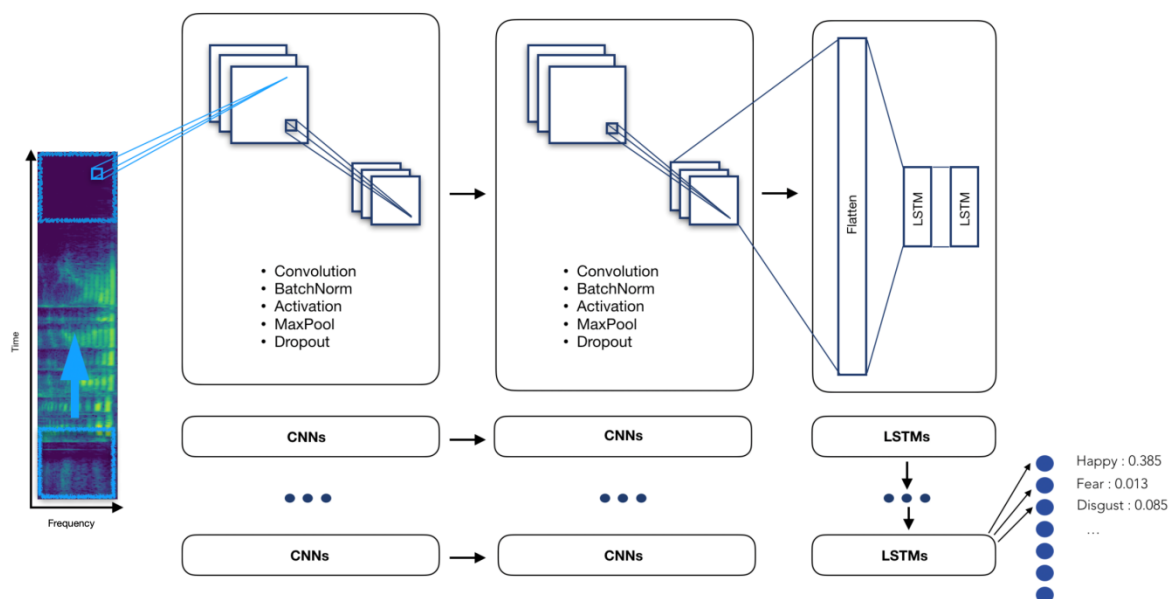 Time
Frequency
• Convolution
• BatchNorm
• Activation
• MaxPool
• Dropout
• Convolution
• BatchNorm
• Activation
• MaxPool
• Dropout
Flatten
LSTM
LSTM
CNNs
CNNs
LSTMs
CNNs
CNNs
LSTMs
Happy : 0.385
Fear : 0.013
Disgust : 0.085
...